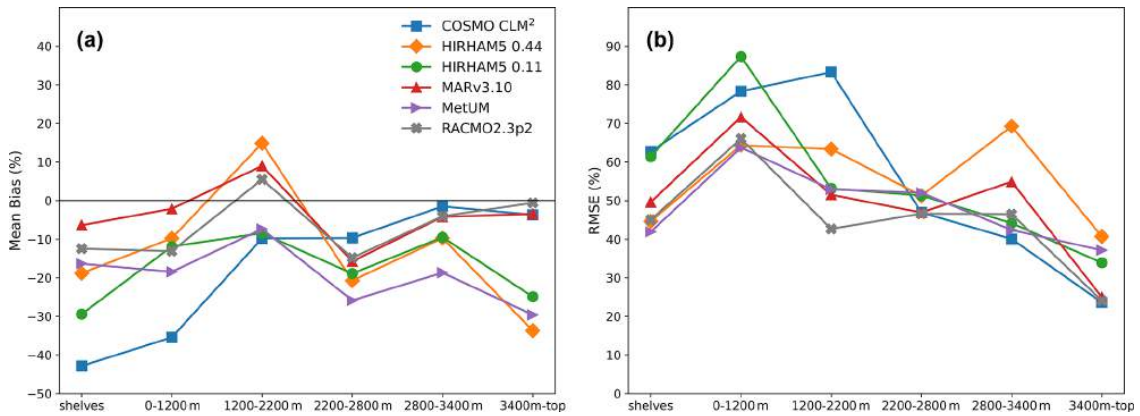 (a)
COSMO CLM²
HIRHAM5 0.44
HIRHAM5 0.11
MARv3.10
MetUM
RACMO2.3p2
Mean Bias (%)
40
30
20
10
0
−10
−20
−30
−40
−50
shelves 0-1200 m 1200-2200 m 2200-2800 m 2800-3400 m 3400m-top
(b)
RMSE (%)
90
80
70
60
50
40
30
20
10
0
shelves 0-1200 m 1200-2200 m 2200-2800 m 2800-3400 m 3400m-top